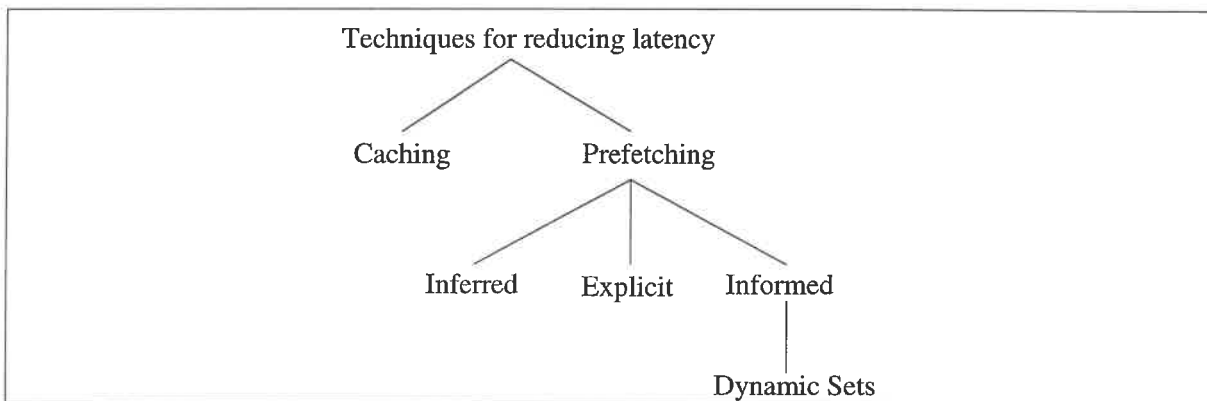 Techniques for reducing latency
Caching Prefetching
Inferred Explicit Informed
Dynamic Sets